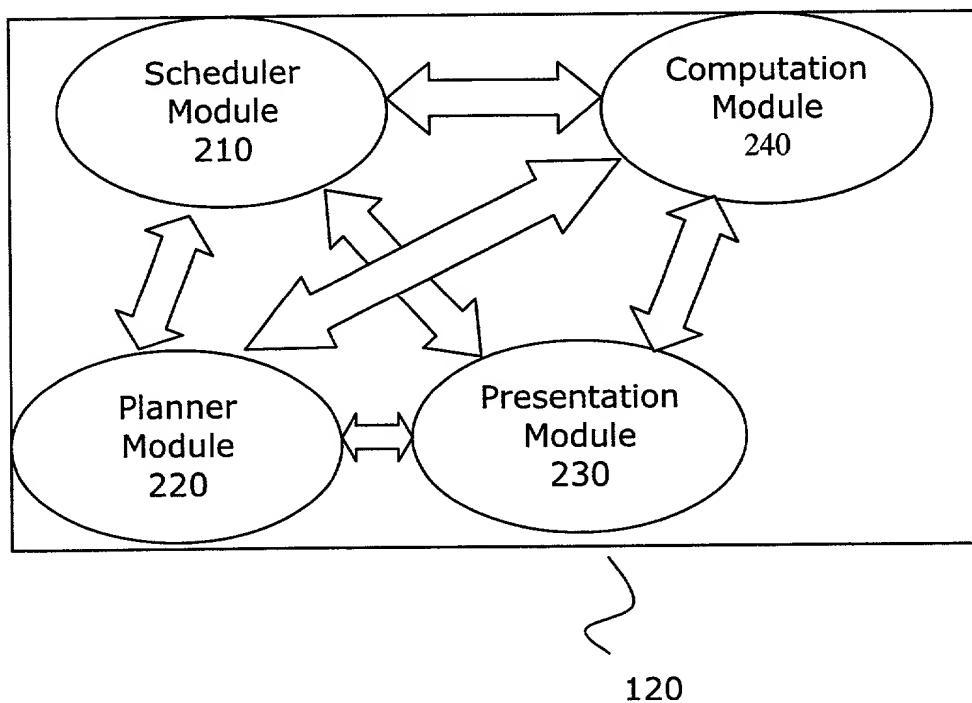 Scheduler
Module
210
Computation
Module
240
Planner
Module
220
Presentation
Module
230
120